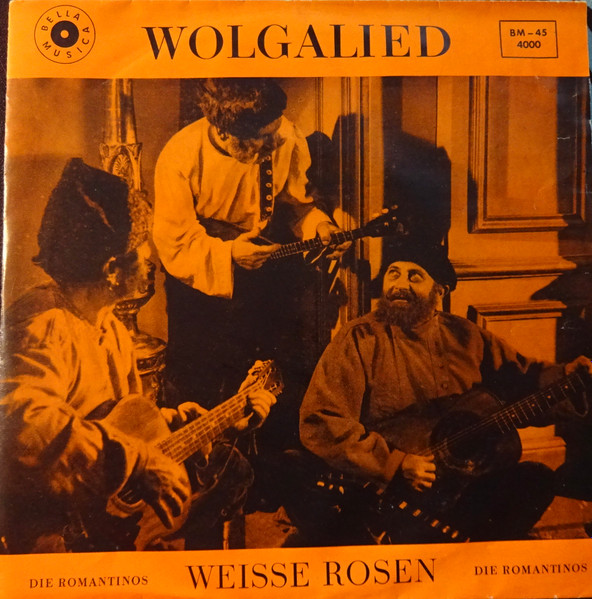 BELLA MUSICA
WOLGALIED
BM-45
4000
DIE ROMANTINOS
WEISSE ROSEN
DIE ROMANTINOS